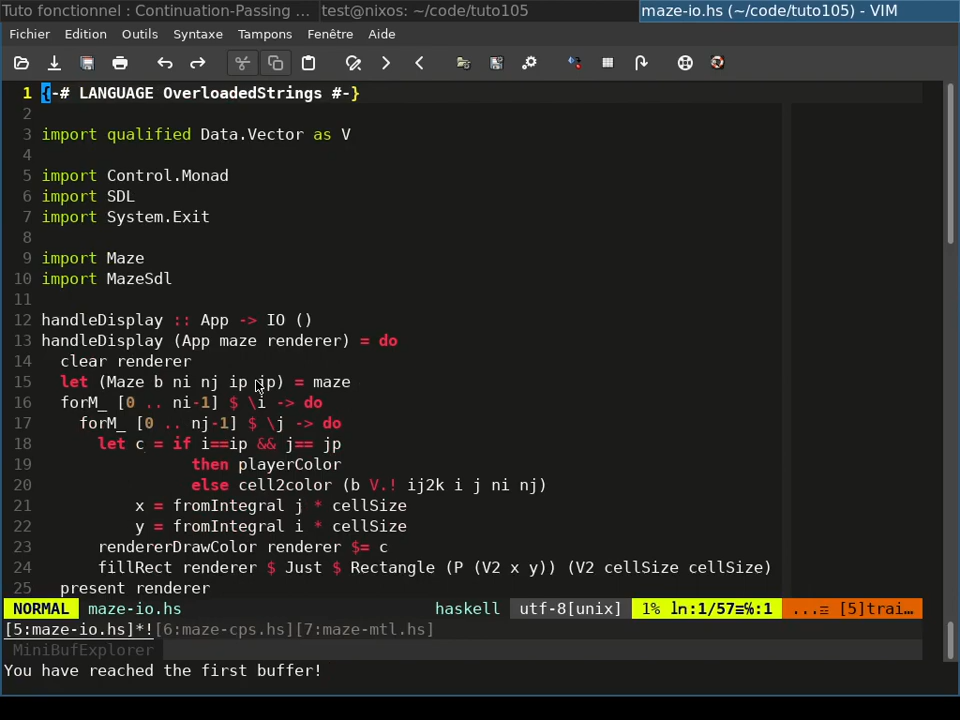 Tuto fonctionnel : Continuation-Passing ... test@nixos: ~/code/tuto105 maze-io.hs (~/code/tuto105) - VIM
Fichier Edition Outils Syntaxe Tampons Fenêtre Aide
1 {-# LANGUAGE OverloadedStrings #-}
2
3 import qualified Data.Vector as V
4
5 import Control.Monad
6 import SDL
7 import System.Exit
8
9 import Maze
10 import MazeSdl
11
12 handleDisplay :: App -> IO ()
13 handleDisplay (App maze renderer) = do
14   clear renderer
15   let (Maze b ni nj ip jp) = maze
16   forM_ [0 .. ni-1] $ \i -> do
17     forM_ [0 .. nj-1] $ \j -> do
18       let c = if i==ip && j== jp
19                 then playerColor
20                 else cell2color (b V.! ij2k i j ni nj)
21           x = fromIntegral j * cellSize
22           y = fromIntegral i * cellSize
23       rendererDrawColor renderer $= c
24       fillRect renderer $ Just $ Rectangle (P (V2 x y)) (V2 cellSize cellSize)
25   present renderer
NORMAL maze-io.hs haskell utf-8[unix] 1% ln:1/57≡℅:1 ...≡ [5]trai…
[5:maze-io.hs]*![6:maze-cps.hs][7:maze-mtl.hs]
MiniBufExplorer
You have reached the first buffer!